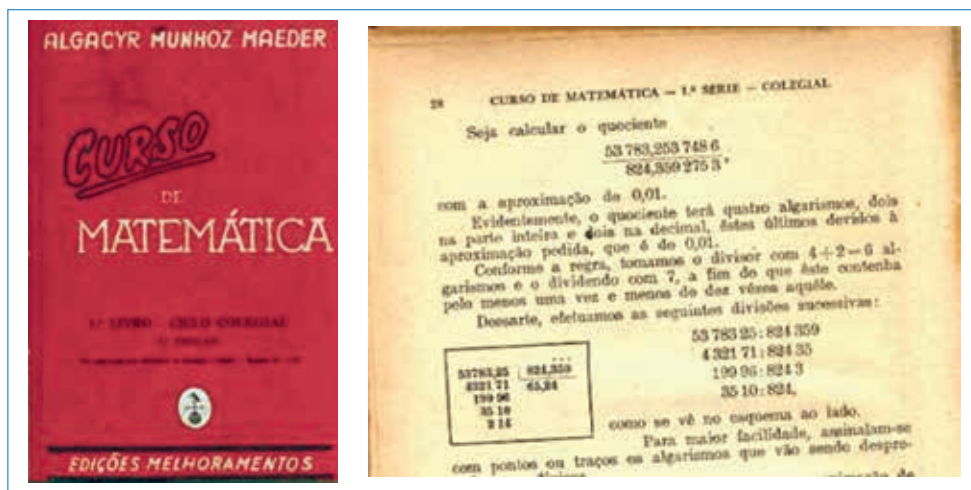 ALGACYR MUNHOZ MAEDER
CURSO
DE
MATEMÁTICA
1.º LIVRO - CICLO COLEGIAL
EDIÇÕES MELHORAMENTOS
28 CURSO DE MATEMÁTICA — 1.ª SÉRIE — COLEGIAL
Seja calcular o quociente
53 783,253 748 6
824,359 275 3
com a aproximação de 0,01.
Evidentemente, o quociente terá quatro algarismos, dois
na parte inteira e dois na decimal, êstes últimos devidos à
aproximação pedida, que é de 0,01.
Conforme a regra, tomamos o divisor com 4 + 2 = 6 al-
garismos e o dividendo com 7, a fim de que êste contenha
pelo menos uma vez e menos de dez vêzes aquêle.
Dessarte, efetuamos as seguintes divisões sucessivas:
53 783 25 : 824 359
4 321 71 : 824 35
199 96 : 824 3
35 10 : 824,
53783,25 824,359
4321 71 65,24
199 96
35 10
2 14
como se vê no esquema ao lado.
Para maior facilidade, assinalam-se
com pontos ou traços os algarismos que vão sendo despre-